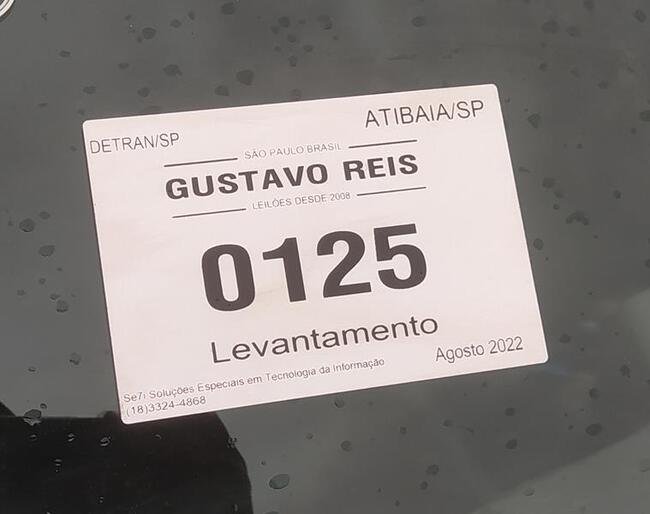 DETRAN/SP
ATIBAIA/SP
SÃO PAULO BRASIL
GUSTAVO REIS
LEILÕES DESDE 2008
0125
Levantamento
Agosto 2022
Se7i Soluções Especiais em Tecnologia da Informação
(18)3324-4868